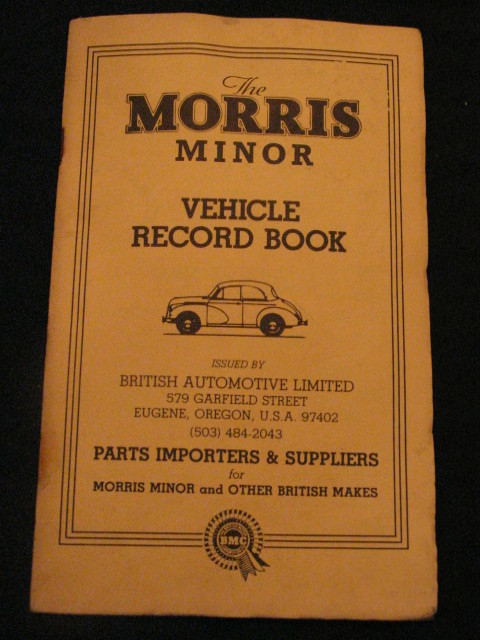 The
MORRIS
MINOR
VEHICLE
RECORD BOOK
ISSUED BY
BRITISH AUTOMOTIVE LIMITED
579 GARFIELD STREET
EUGENE, OREGON, U.S.A. 97402
(503) 484-2043
PARTS IMPORTERS & SUPPLIERS
for
MORRIS MINOR and OTHER BRITISH MAKES
BMC